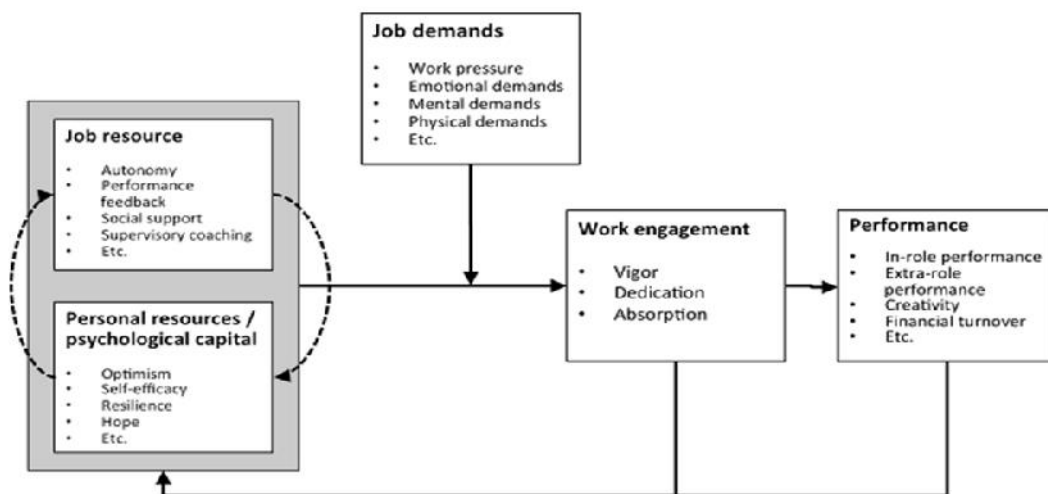 Job demands
• Work pressure
• Emotional demands
• Mental demands
• Physical demands
• Etc.
Job resource
• Autonomy
• Performance
feedback
• Social support
• Supervisory coaching
• Etc.
Personal resources /
psychological capital
• Optimism
• Self-efficacy
• Resilience
• Hope
• Etc.
Work engagement
• Vigor
• Dedication
• Absorption
Performance
• In-role performance
• Extra-role
performance
• Creativity
• Financial turnover
• Etc.